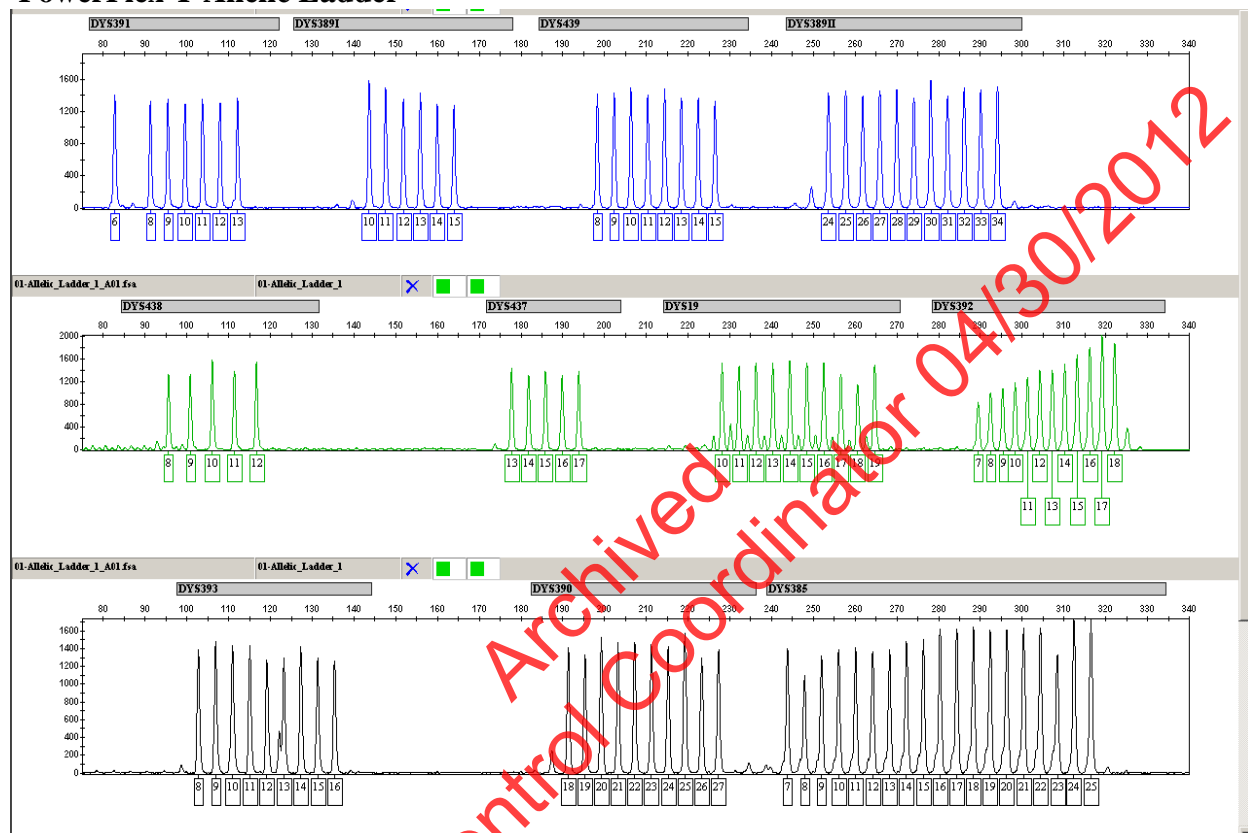 PowerPlex Y Allelic Ladder
DYS391 DYS389I DYS439 DYS389II
80 90 100 110 120 130 140 150 160 170 180 190 200 210 220 230 240 250 260 270 280 290 300 310 320 330 340
1600
1200
800
400
0
6 8 9 10 11 12 13 10 11 12 13 14 15 8 9 10 11 12 13 14 15 24 25 26 27 28 29 30 31 32 33 34
01-Allelic_Ladder_1_A01.fsa 01-Allelic_Ladder_1
DYS438 DYS437 DYS19 DYS392
80 90 100 110 120 130 140 150 160 170 180 190 200 210 220 230 240 250 260 270 280 290 300 310 320 330 340
2000
1600
1200
800
400
8 9 10 11 12 13 14 15 16 17 10 11 12 13 14 15 16 17 18 19 7 8 9 10 12 14 16 18
11 13 15 17
01-Allelic_Ladder_1_A01.fsa 01-Allelic_Ladder_1
DYS393 DYS390 DYS385
80 90 100 110 120 130 140 150 160 170 180 190 200 210 220 230 240 250 260 270 280 290 300 310 320 330 340
1600
1400
1200
1000
800
600
400
200
0
8 9 10 11 12 13 14 15 16 18 19 20 21 22 23 24 25 26 27 7 8 9 10 11 12 13 14 15 16 17 18 19 20 21 22 23 24 25
Archived
ntrol Coordinator 04/30/2012